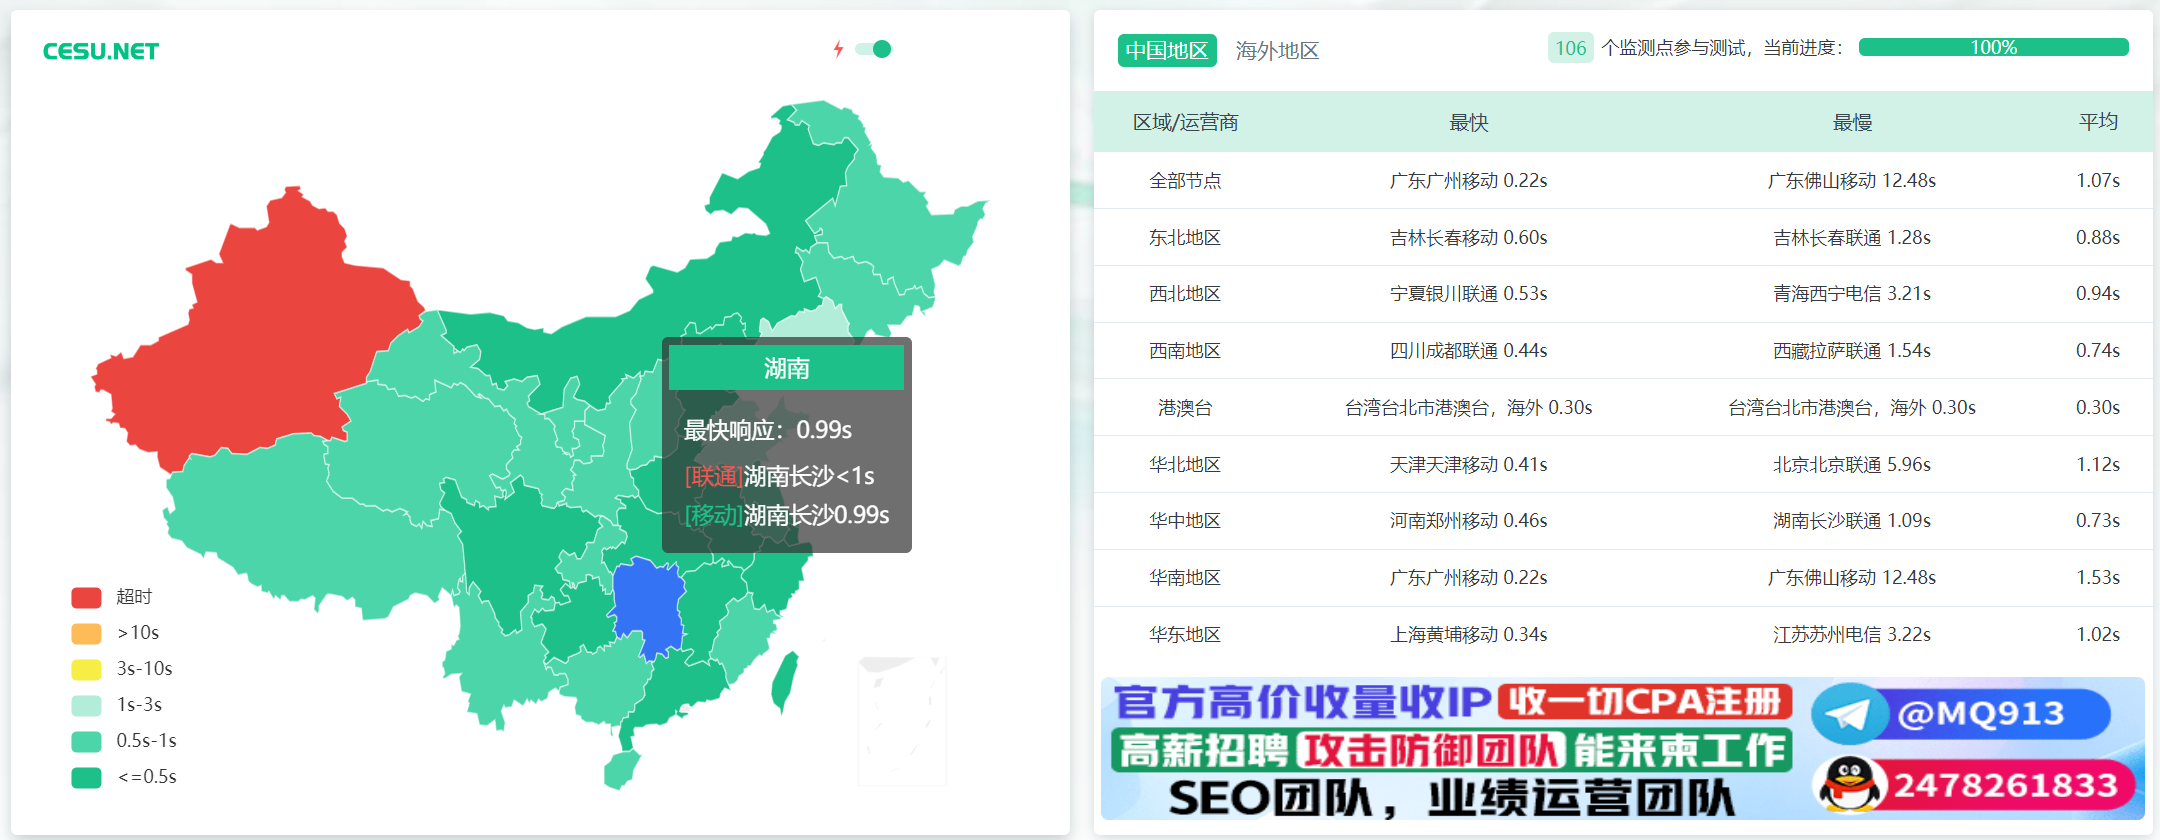 CESU.NET
湖南
最快响应：0.99s
[联通]湖南长沙<1s
[移动]湖南长沙0.99s
超时
>10s
3s-10s
1s-3s
0.5s-1s
<=0.5s
中国地区 海外地区 106 个监测点参与测试，当前进度： 100%
区域/运营商 最快 最慢 平均
全部节点 广东广州移动 0.22s 广东佛山移动 12.48s 1.07s
东北地区 吉林长春移动 0.60s 吉林长春联通 1.28s 0.88s
西北地区 宁夏银川联通 0.53s 青海西宁电信 3.21s 0.94s
西南地区 四川成都联通 0.44s 西藏拉萨联通 1.54s 0.74s
港澳台 台湾台北市港澳台，海外 0.30s 台湾台北市港澳台，海外 0.30s 0.30s
华北地区 天津天津移动 0.41s 北京北京联通 5.96s 1.12s
华中地区 河南郑州移动 0.46s 湖南长沙联通 1.09s 0.73s
华南地区 广东广州移动 0.22s 广东佛山移动 12.48s 1.53s
华东地区 上海黄埔移动 0.34s 江苏苏州电信 3.22s 1.02s
官方高价收量收IP 收一切CPA注册
高薪招聘 攻击防御团队 能来柬工作
SEO团队，业绩运营团队
@MQ913
2478261833